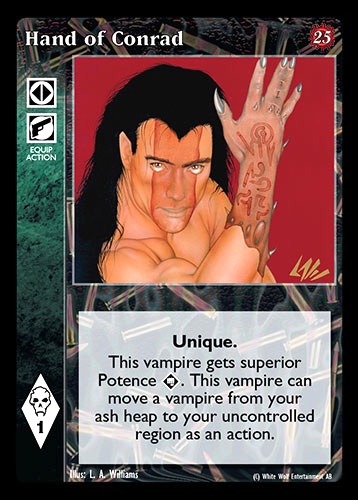 Hand of Conrad
25
EQUIP
ACTION
Unique.
This vampire gets superior
Potence . This vampire can
move a vampire from your
ash heap to your uncontrolled
region as an action.
1
Illus: L. A. Williams
(C) White Wolf Entertainment AB